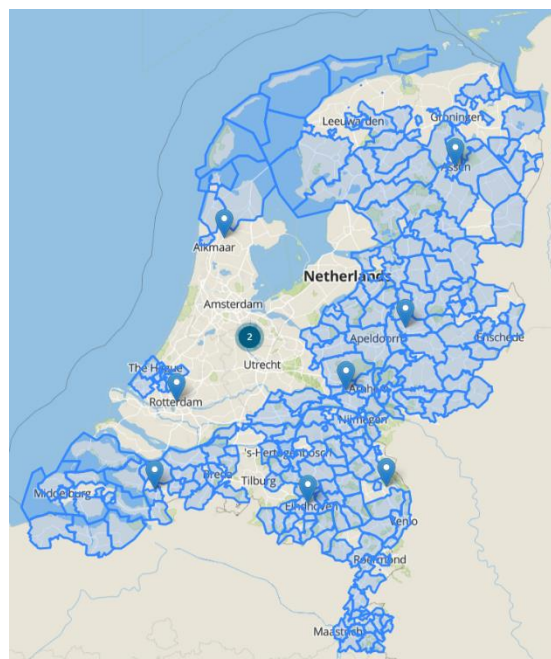 Leeuwarden
Groningen
Assen
Alkmaar
Netherlands
Amsterdam
2
Apeldoorn
Enschede
Utrecht
The Hague
Arnhem
Rotterdam
Nijmegen
's-Hertogenbosch
Breda
Tilburg
Middelburg
Eindhoven
Venlo
Roermond
Maastricht